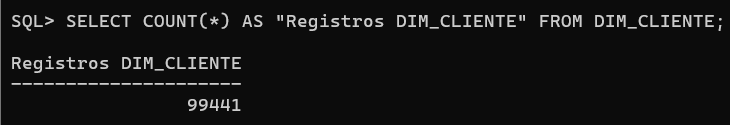 SQL> SELECT COUNT(*) AS "Registros DIM_CLIENTE" FROM DIM_CLIENTE;
Registros DIM_CLIENTE
---------------------
99441